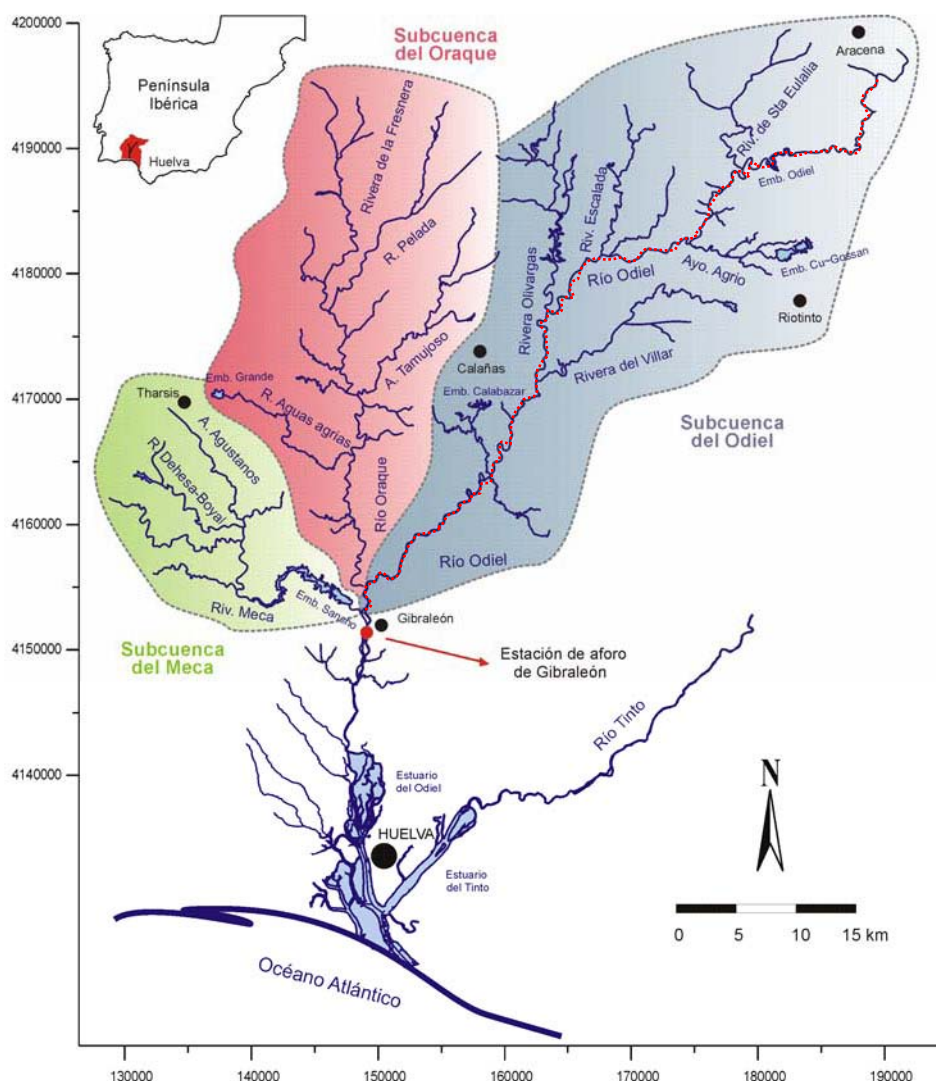 4200000
4190000
4180000
4170000
4160000
4150000
4140000
Península
Ibérica
Huelva
Subcuenca
del Oraque
Rivera de la Fresnera
R. Pelada
A. Tamujoso
Emb. Grande
R. Aguas agrias
Río Oraque
Aracena
Riv. de Sta Eulalia
Emb. Odiel
Riv. Escalada
Rivera Olivargas
Río Odiel
Ayo. Agrio
Emb. Cu-Gossan
Riotinto
Calañas
Emb. Calabazar
Rivera del Villar
Subcuenca
del Odiel
Río Odiel
Tharsis
A. Agustanos
R. Dehesa-Boyal
Riv. Meca
Emb. Sancho
Subcuenca
del Meca
Gibraleón
Estación de aforo
de Gibraleón
Río Tinto
Estuario
del Odiel
HUELVA
Estuario
del Tinto
Océano Atlántico
N
0 5 10 15 km
130000 140000 150000 160000 170000 180000 190000